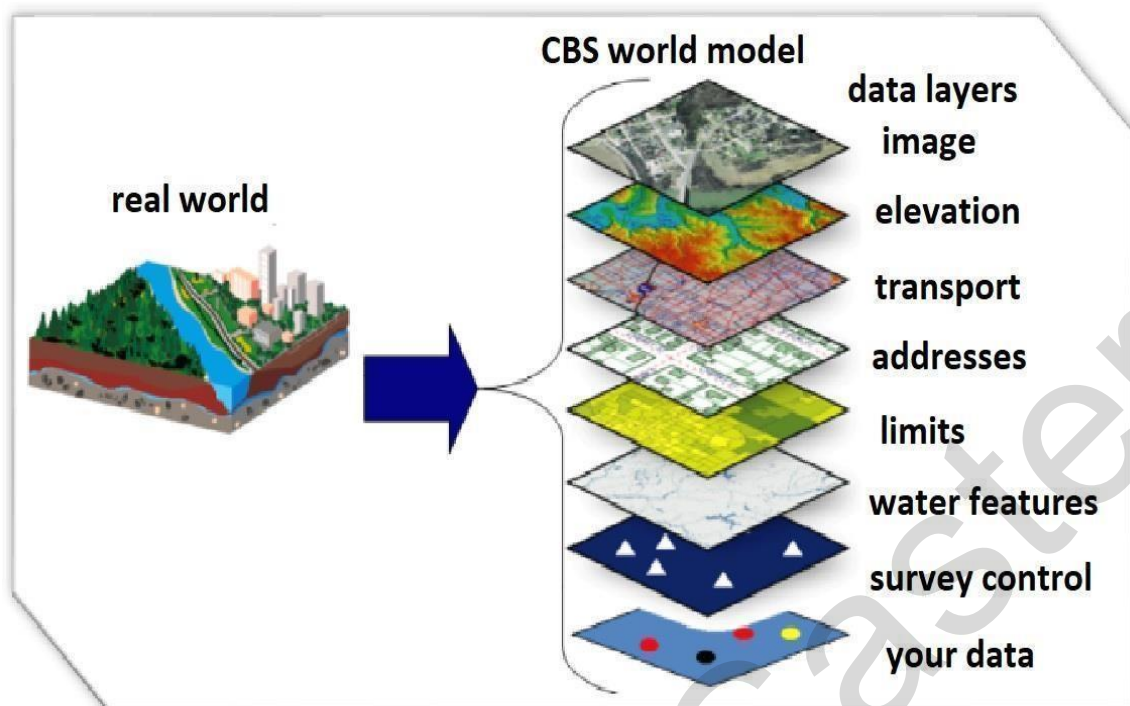 CBS world model
data layers
real world
image
elevation
transport
addresses
limits
water features
survey control
your data